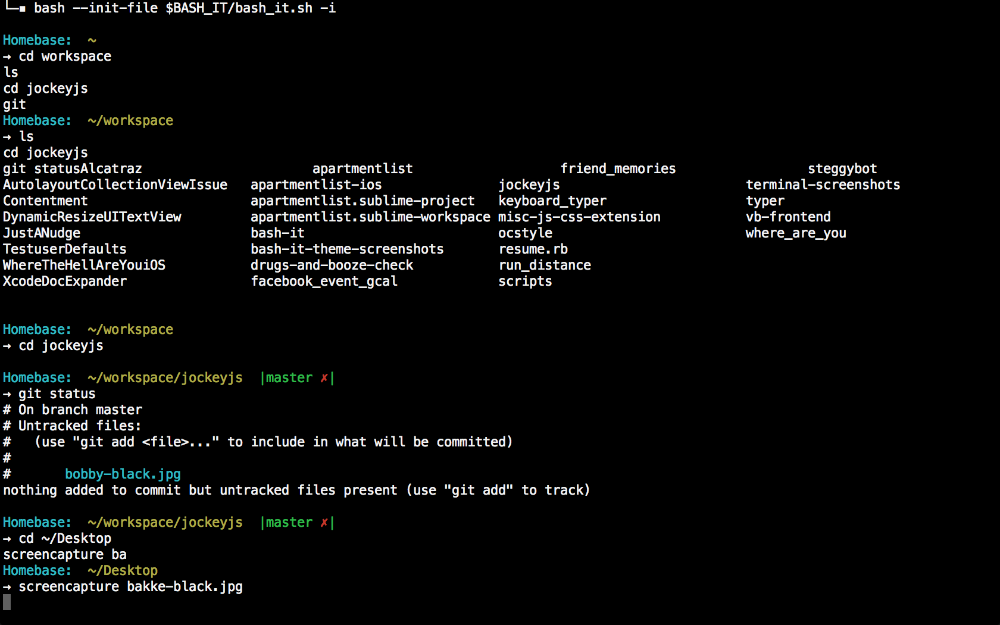 └─▪ bash --init-file $BASH_IT/bash_it.sh -i
Homebase:  ~
→ cd workspace
ls
cd jockeyjs
git
Homebase:  ~/workspace
→ ls
cd jockeyjs
git statusAlcatraz                      apartmentlist                   friend_memories                 steggybot
AutolayoutCollectionViewIssue   apartmentlist-ios               jockeyjs                        terminal-screenshots
Contentment                     apartmentlist.sublime-project   keyboard_typer                  typer
DynamicResizeUITextView         apartmentlist.sublime-workspace misc-js-css-extension           vb-frontend
JustANudge                      bash-it                         ocstyle                         where_are_you
TestuserDefaults                bash-it-theme-screenshots       resume.rb
WhereTheHellAreYouiOS           drugs-and-booze-check           run_distance
XcodeDocExpander                facebook_event_gcal             scripts
Homebase:  ~/workspace
→ cd jockeyjs
Homebase:  ~/workspace/jockeyjs  |master ✗|
→ git status
# On branch master
# Untracked files:
#   (use "git add <file>..." to include in what will be committed)
#
#       bobby-black.jpg
nothing added to commit but untracked files present (use "git add" to track)
Homebase:  ~/workspace/jockeyjs  |master ✗|
→ cd ~/Desktop
screencapture ba
Homebase:  ~/Desktop
→ screencapture bakke-black.jpg